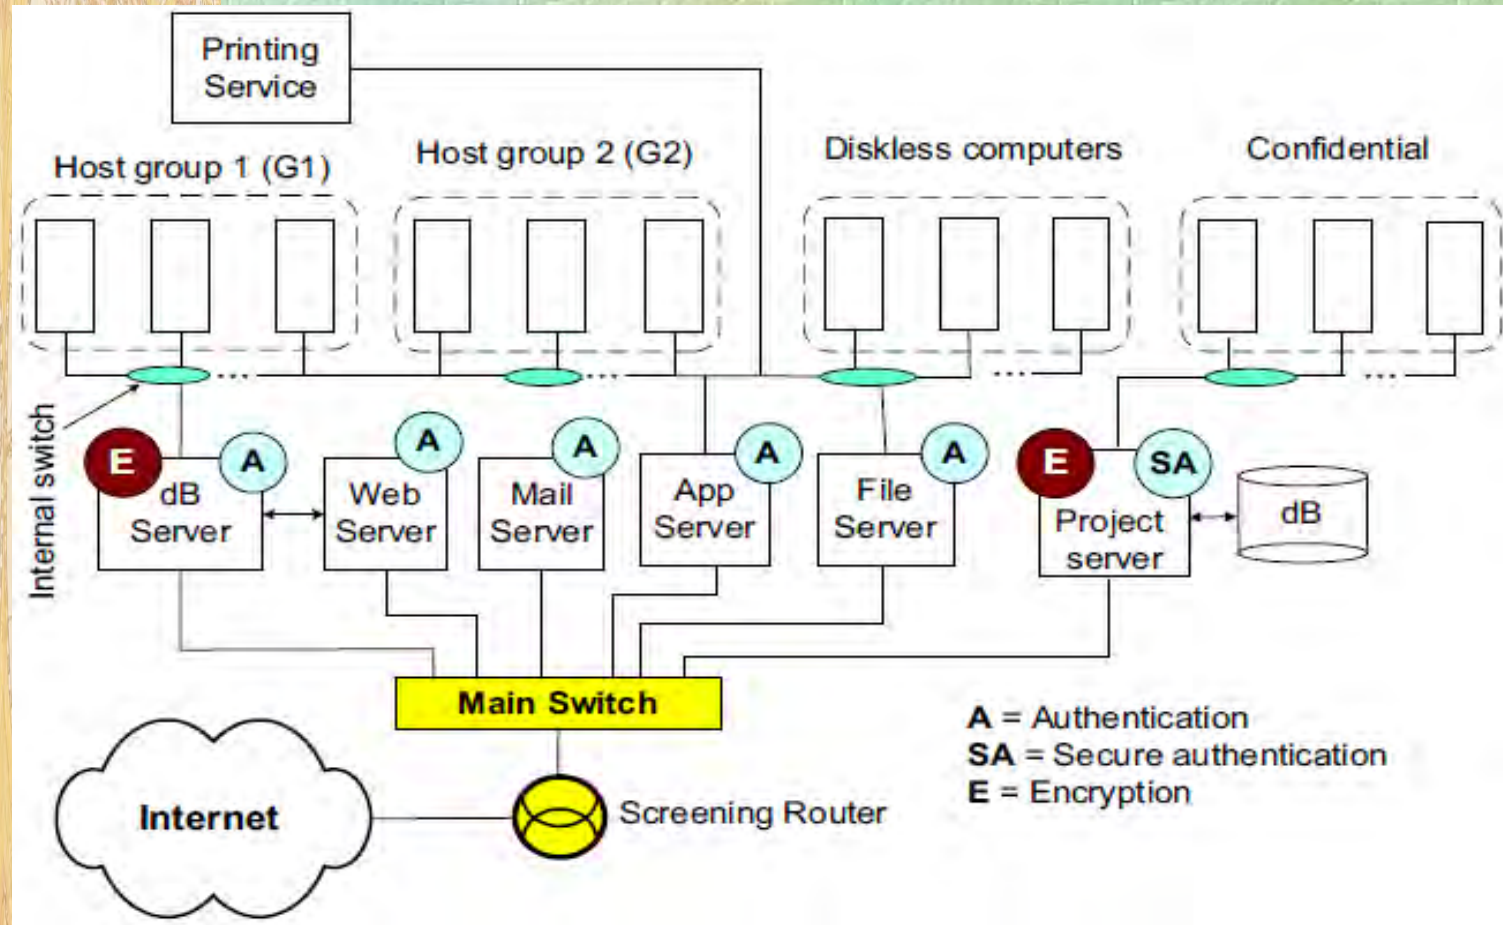 Printing
Service
Host group 1 (G1)
Host group 2 (G2)
Diskless computers
Confidential
Internal switch
E
A
dB
Server
A
Web
Server
A
Mail
Server
A
App
Server
A
File
Server
E
SA
Project
server
dB
Main Switch
Internet
Screening Router
A = Authentication
SA = Secure authentication
E = Encryption